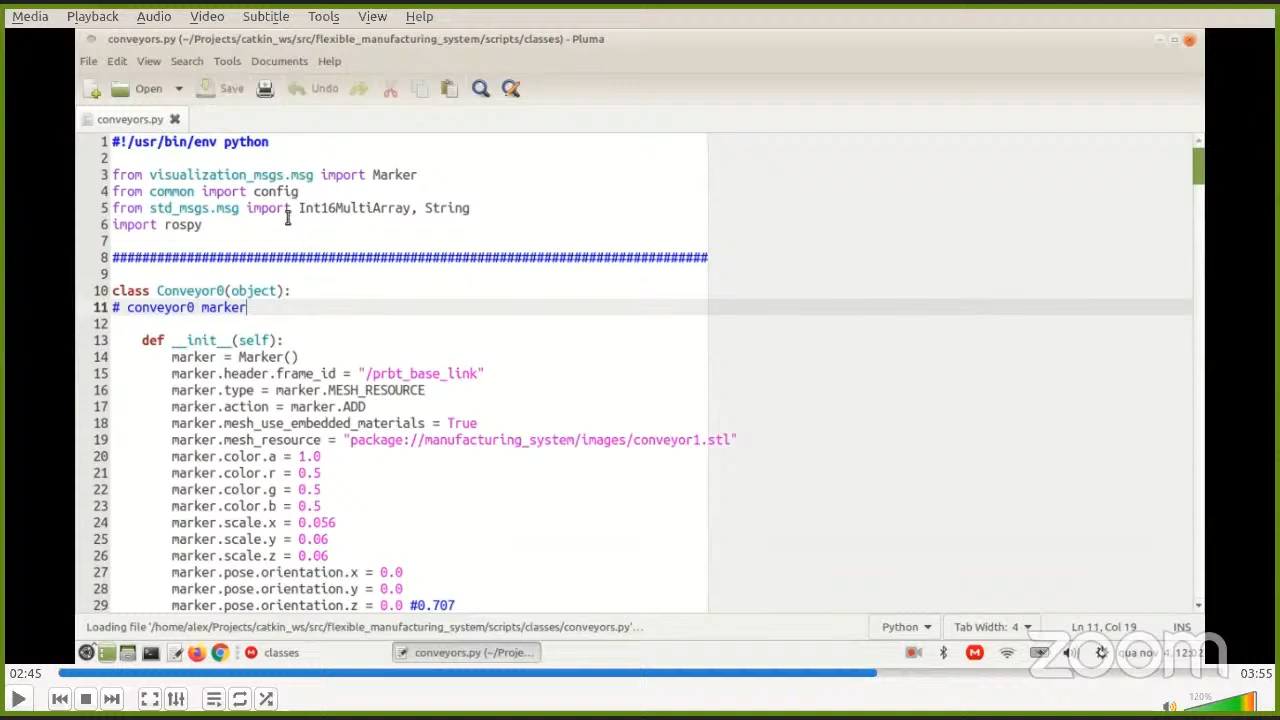 Media Playback Audio Video Subtitle Tools View Help
conveyors.py (~/Projects/catkin_ws/src/flexible_manufacturing_system/scripts/classes) - Pluma
File Edit View Search Tools Documents Help
Open Save Undo
conveyors.py
1 #!/usr/bin/env python
2
3 from visualization_msgs.msg import Marker
4 from common import config
5 from std_msgs.msg import Int16MultiArray, String
6 import rospy
7
8 ################################################################################
9
10 class Conveyor0(object):
11 # conveyor0 marker
12
13 def __init__(self):
14 marker = Marker()
15 marker.header.frame_id = "/prbt_base_link"
16 marker.type = marker.MESH_RESOURCE
17 marker.action = marker.ADD
18 marker.mesh_use_embedded_materials = True
19 marker.mesh_resource = "package://manufacturing_system/images/conveyor1.stl"
20 marker.color.a = 1.0
21 marker.color.r = 0.5
22 marker.color.g = 0.5
23 marker.color.b = 0.5
24 marker.scale.x = 0.056
25 marker.scale.y = 0.06
26 marker.scale.z = 0.06
27 marker.pose.orientation.x = 0.0
28 marker.pose.orientation.y = 0.0
29 marker.pose.orientation.z = 0.0 #0.707
Loading file '/home/alex/Projects/catkin_ws/src/flexible_manufacturing_system/scripts/classes/conveyors.py'... Python Tab Width: 4 Ln 11, Col 19 INS
classes conveyors.py (~/Proje... qua nov 4, 12:02
zoom
02:45 03:55
120%